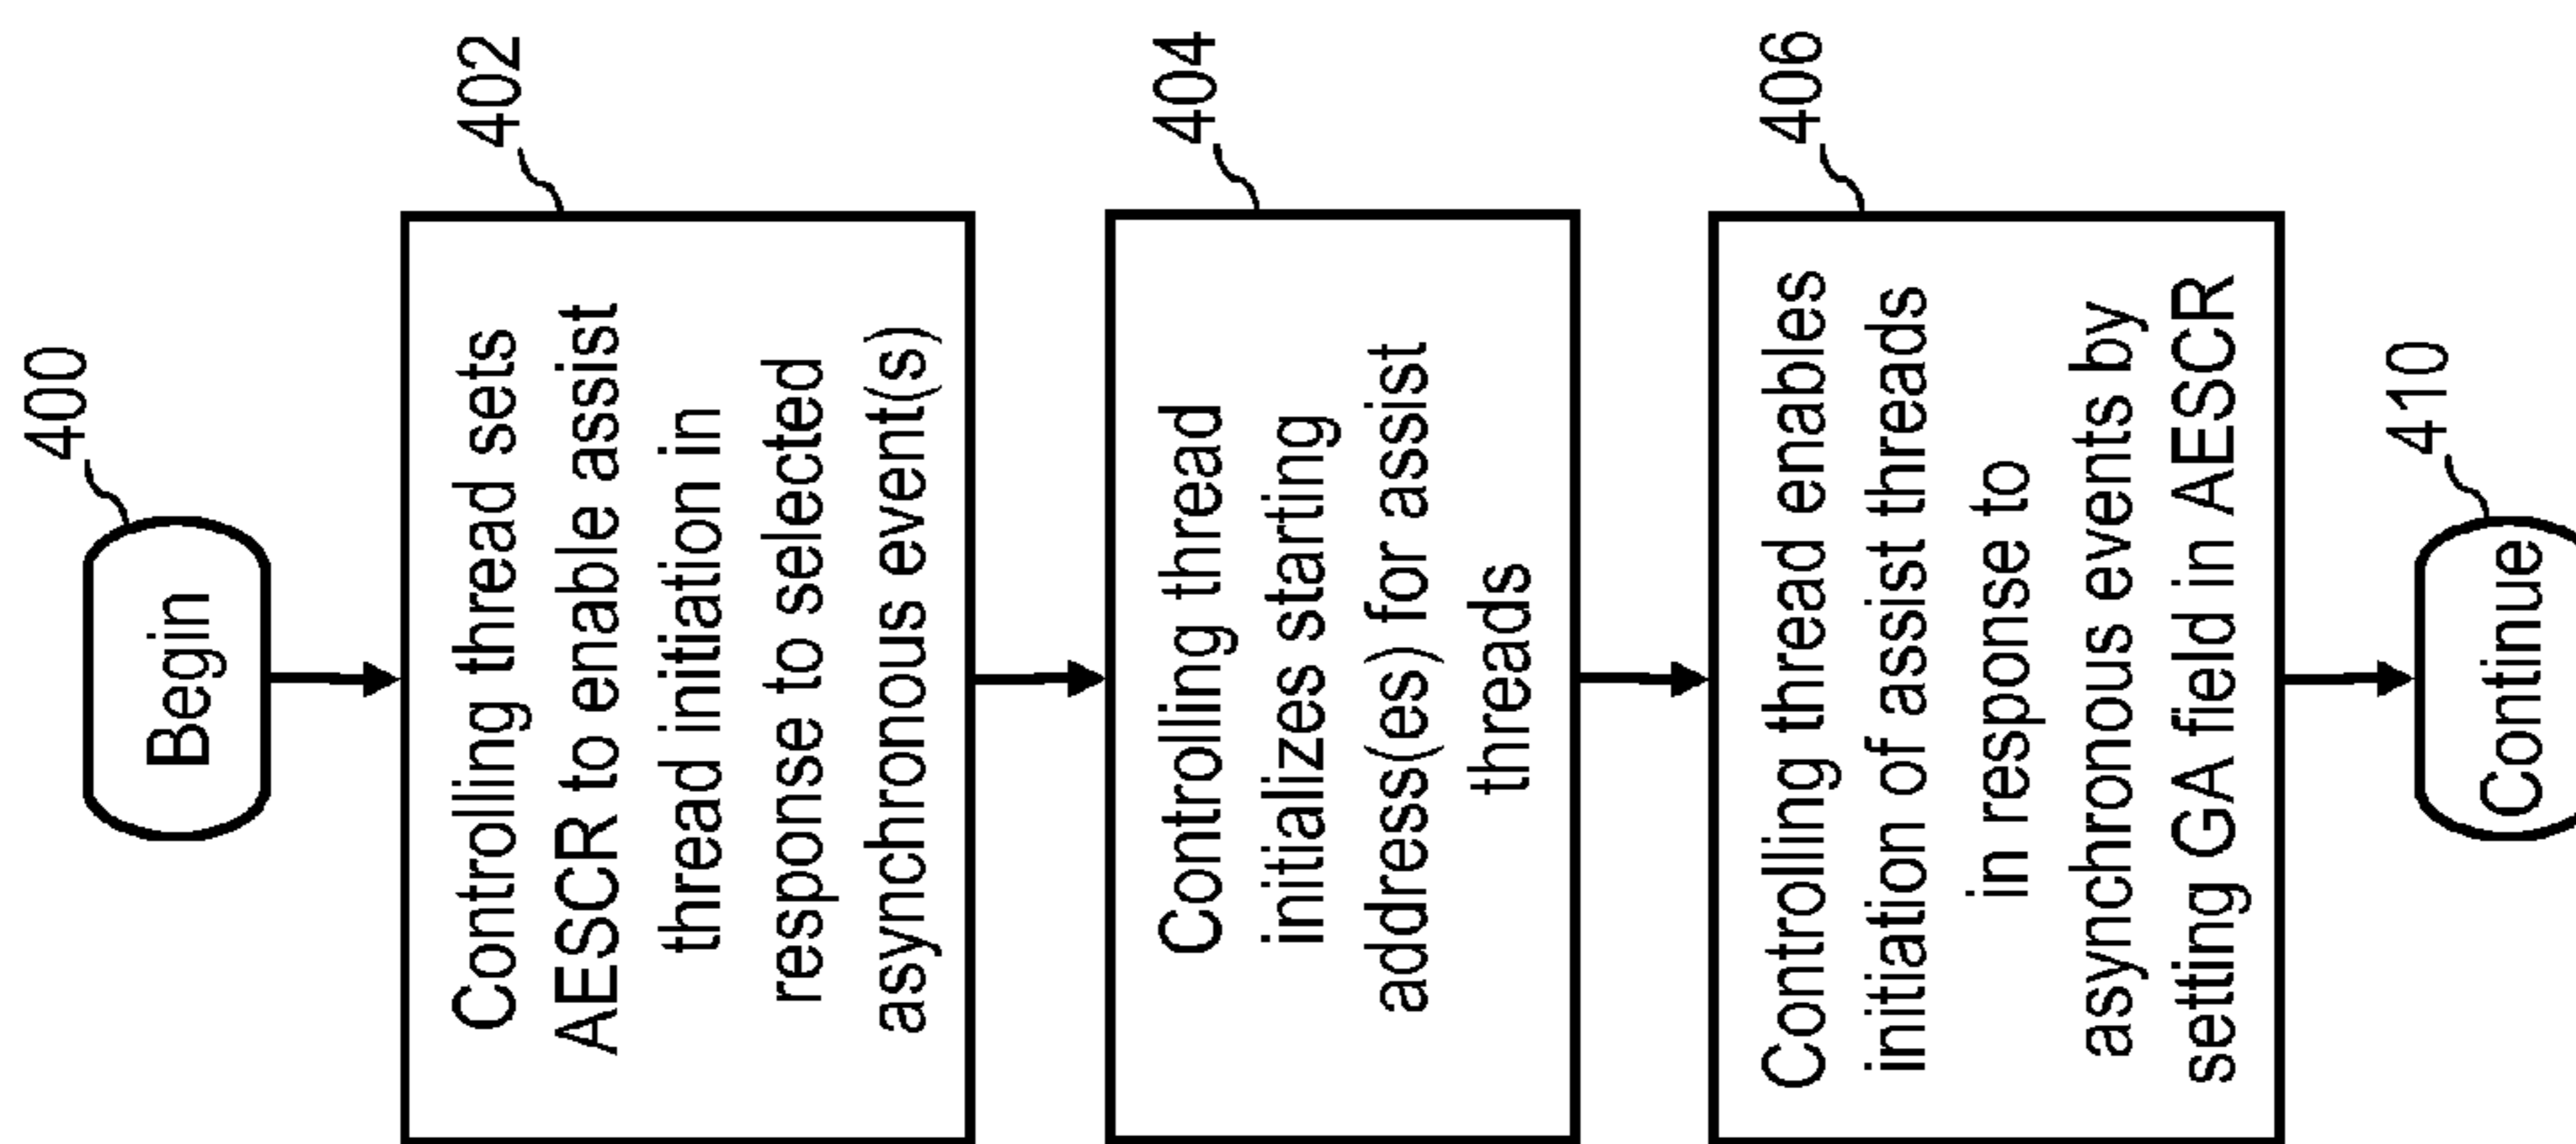 400
Begin
402
Controlling thread sets
AESCR to enable assist
thread initiation in
response to selected
asynchronous event(s)
404
Controlling thread
initializes starting
address(es) for assist
threads
406
Controlling thread enables
initiation of assist threads
in response to
asynchronous events by
setting GA field in AESCR
410
Continue